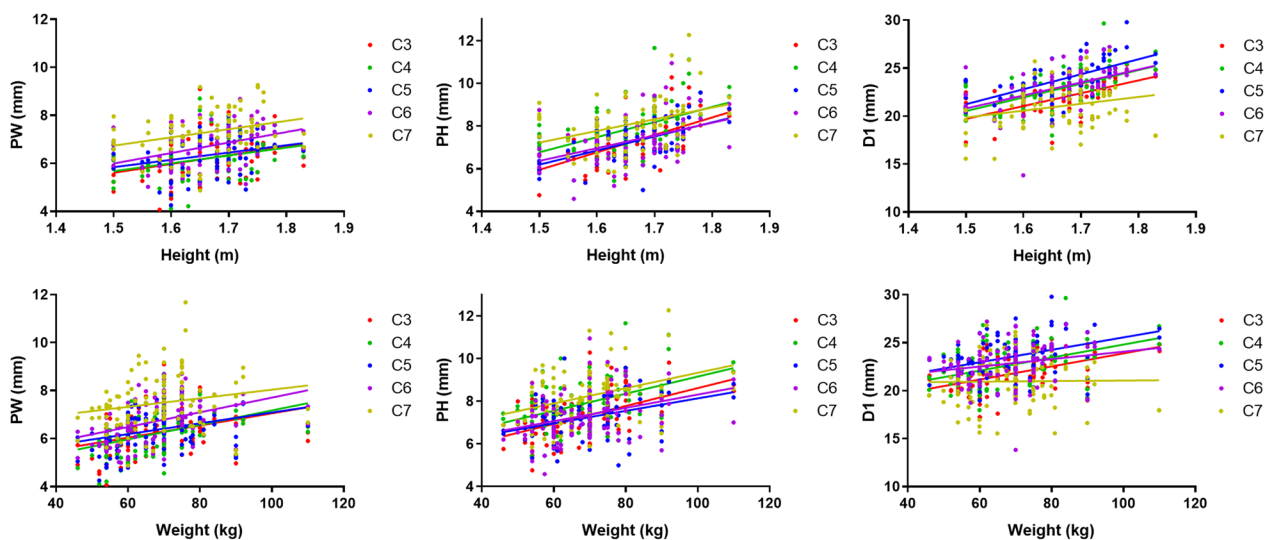 12
10
8
6
4
PW (mm)
1.4 1.5 1.6 1.7 1.8 1.9
Height (m)
C3
C4
C5
C6
C7
12
10
8
6
4
PH (mm)
1.4 1.5 1.6 1.7 1.8 1.9
Height (m)
C3
C4
C5
C6
C7
30
25
20
15
10
D1 (mm)
1.4 1.5 1.6 1.7 1.8 1.9
Height (m)
C3
C4
C5
C6
C7
12
10
8
6
4
PW (mm)
40 60 80 100 120
Weight (kg)
C3
C4
C5
C6
C7
12
10
8
6
4
PH (mm)
40 60 80 100 120
Weight (kg)
C3
C4
C5
C6
C7
30
25
20
15
10
D1 (mm)
40 60 80 100 120
Weight (kg)
C3
C4
C5
C6
C7